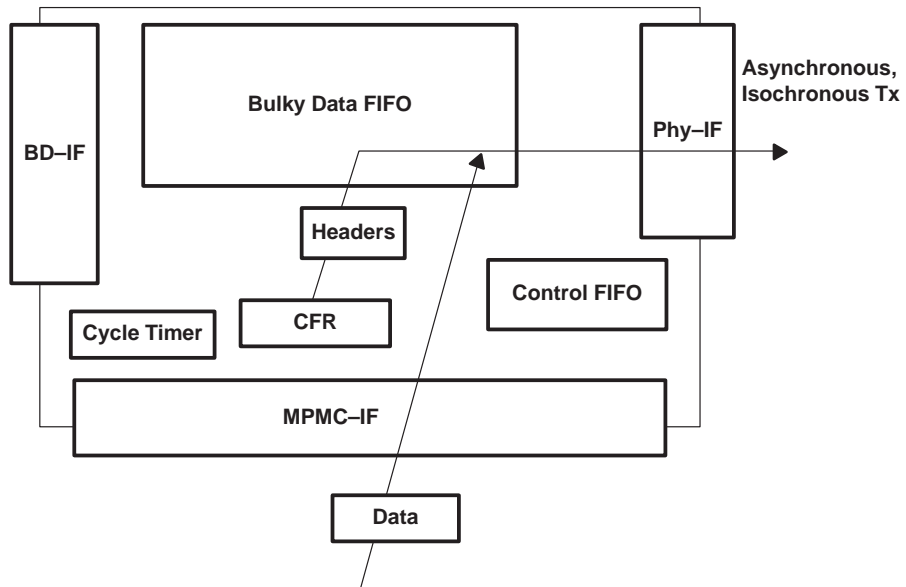 Asynchronous,
Isochronous Tx
Bulky Data FIFO
Phy–IF
BD–IF
Headers
Control FIFO
CFR
Cycle Timer
MPMC–IF
Data